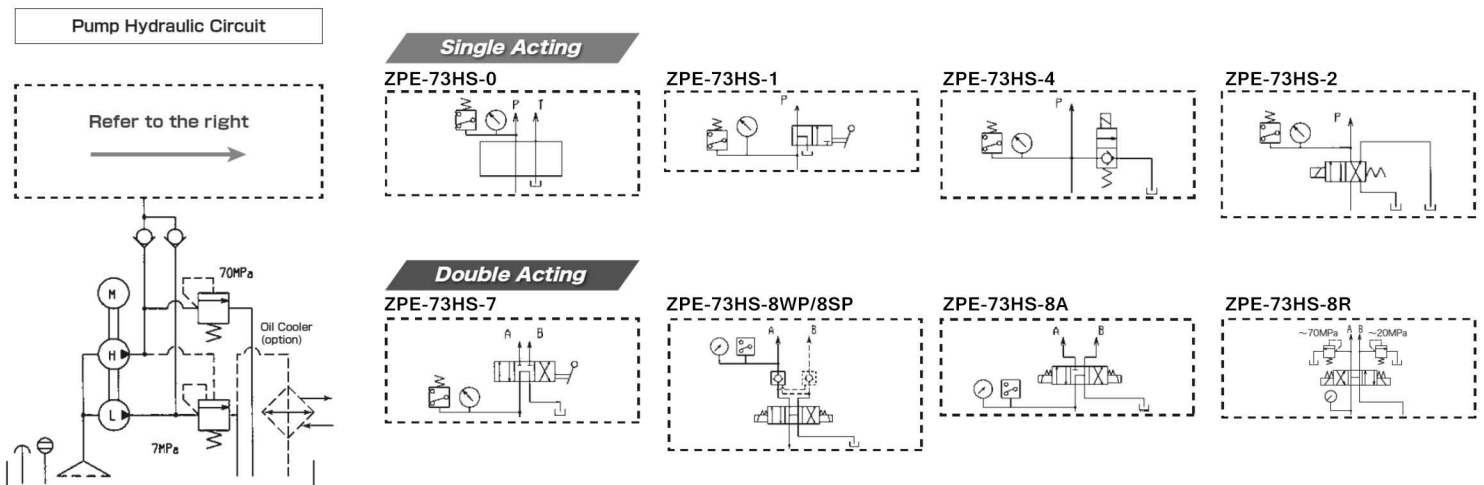 Pump Hydraulic Circuit
Refer to the right
70MPa
Oil Cooler
(option)
M
H
L
7MPa
Single Acting
ZPE-73HS-0
P T
ZPE-73HS-1
P
ZPE-73HS-4
P
ZPE-73HS-2
P
Double Acting
ZPE-73HS-7
A B
ZPE-73HS-8WP/8SP
A B
ZPE-73HS-8A
A B
ZPE-73HS-8R
~70MPa A B ~20MPa